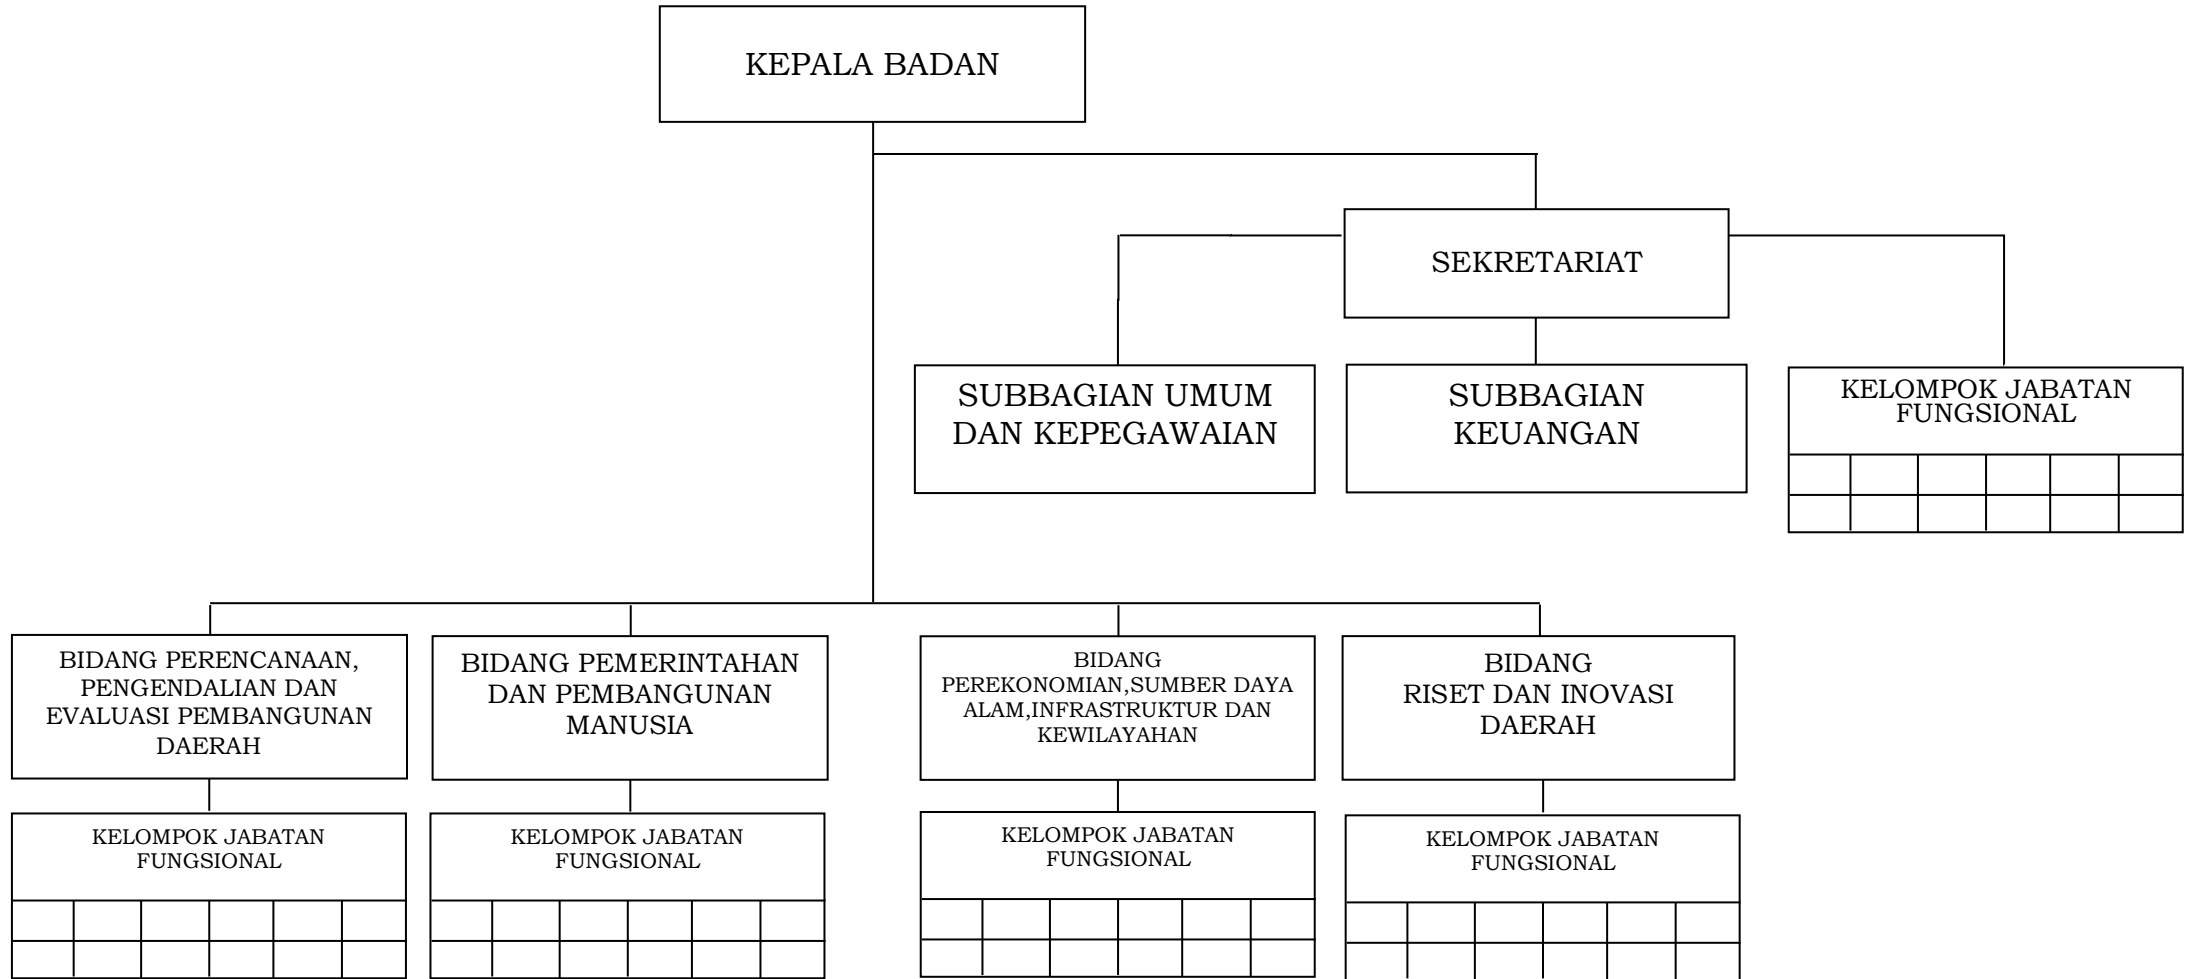 KEPALA BADAN
SEKRETARIAT
SUBBAGIAN UMUM
DAN KEPEGAWAIAN
SUBBAGIAN
KEUANGAN
KELOMPOK JABATAN
FUNGSIONAL
BIDANG PERENCANAAN,
PENGENDALIAN DAN
EVALUASI PEMBANGUNAN
DAERAH
BIDANG PEMERINTAHAN
DAN PEMBANGUNAN
MANUSIA
BIDANG
PEREKONOMIAN,SUMBER DAYA
ALAM,INFRASTRUKTUR DAN
KEWILAYAHAN
BIDANG
RISET DAN INOVASI
DAERAH
KELOMPOK JABATAN
FUNGSIONAL
KELOMPOK JABATAN
FUNGSIONAL
KELOMPOK JABATAN
FUNGSIONAL
KELOMPOK JABATAN
FUNGSIONAL